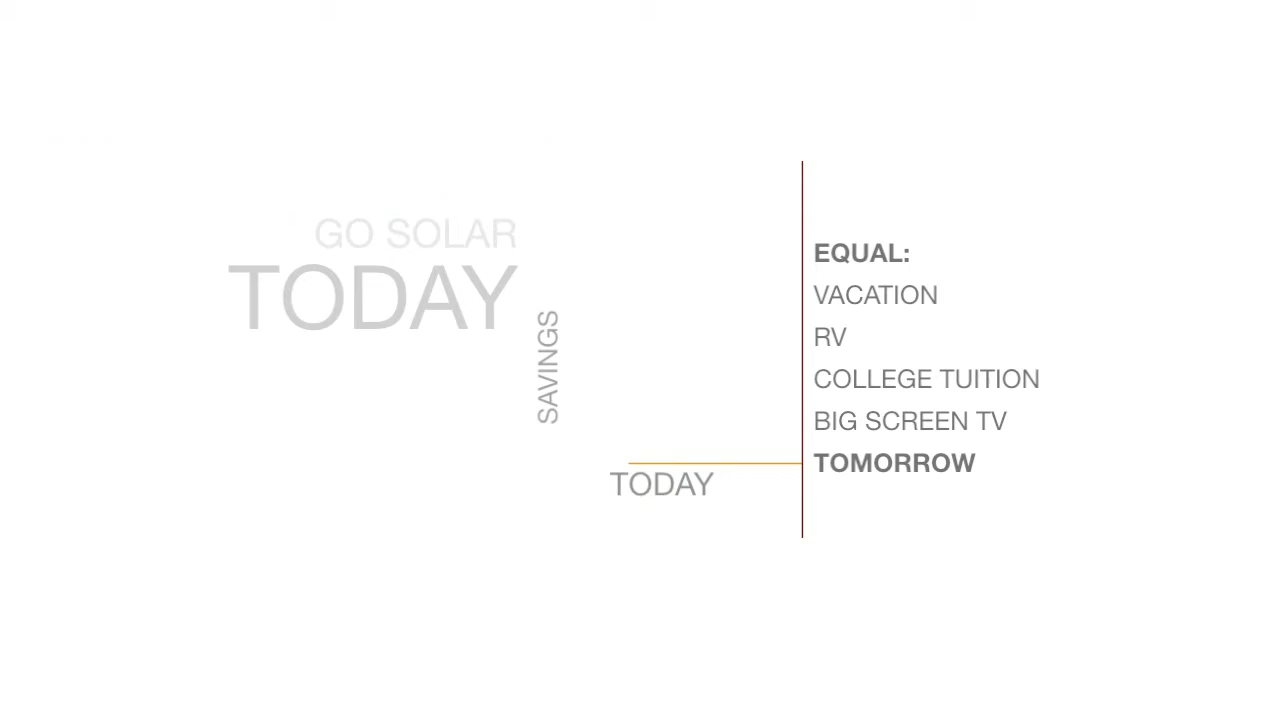 GO SOLAR
TODAY
SAVINGS
TODAY
EQUAL:
VACATION
RV
COLLEGE TUITION
BIG SCREEN TV
TOMORROW